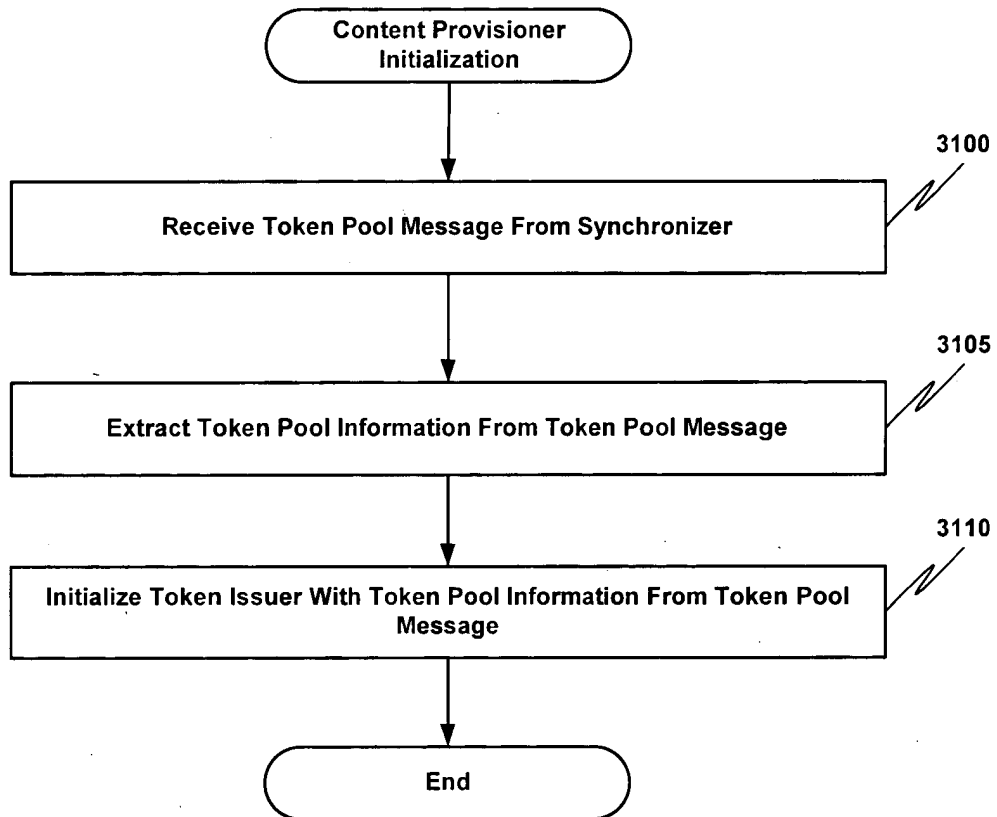 Content Provisioner
Initialization
3100
Receive Token Pool Message From Synchronizer
3105
Extract Token Pool Information From Token Pool Message
3110
Initialize Token Issuer With Token Pool Information From Token Pool
Message
End